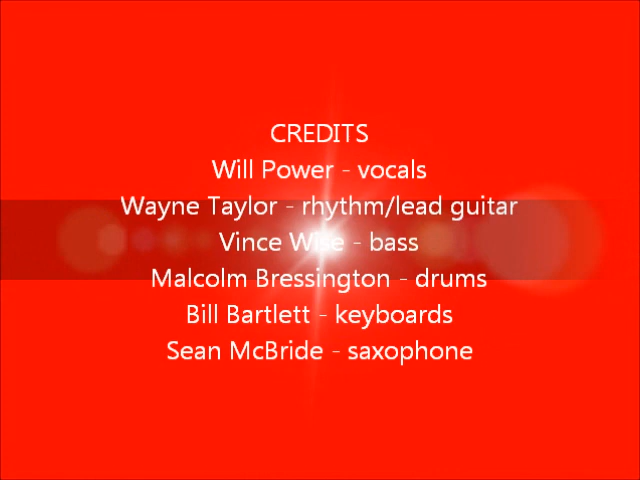 CREDITS
Will Power - vocals
Wayne Taylor - rhythm/lead guitar
Vince Wise - bass
Malcolm Bressington - drums
Bill Bartlett - keyboards
Sean McBride - saxophone